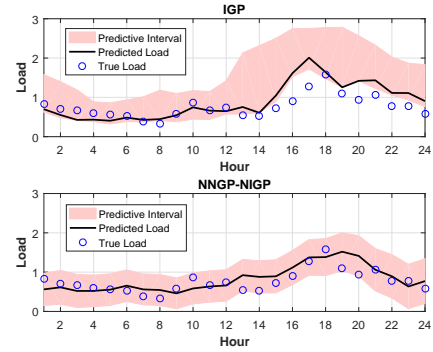 IGP
3
2
1
0
Load
Predictive Interval
Predicted Load
True Load
2 4 6 8 10 12 14 16 18 20 22 24
Hour
NNGP-NIGP
3
2
1
0
Load
Predictive Interval
Predicted Load
True Load
2 4 6 8 10 12 14 16 18 20 22 24
Hour